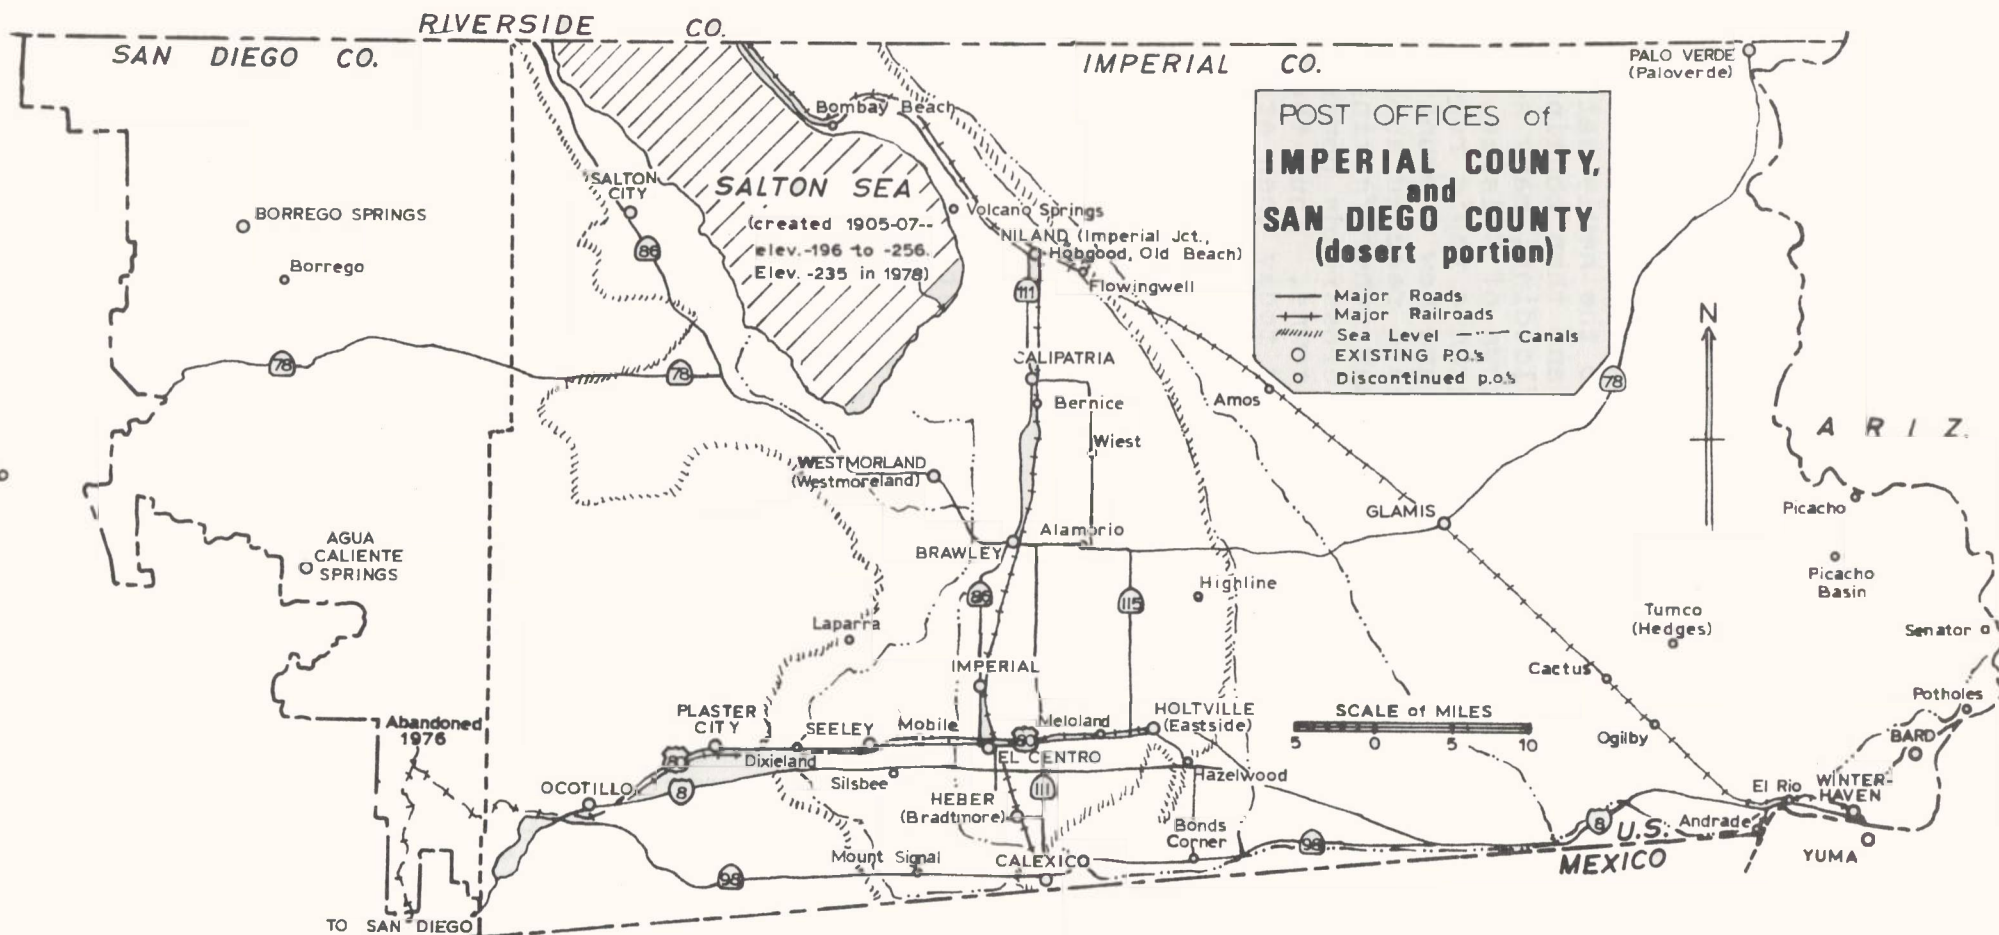 RIVERSIDE CO.
SAN DIEGO CO.
IMPERIAL CO.
PALO VERDE
(Paloverde)
POST OFFICES of
IMPERIAL COUNTY,
and
SAN DIEGO COUNTY
(desert portion)
Major Roads
Major Railroads
Sea Level
Canals
EXISTING P.O.'s
Discontinued p.o.'s
N
Bombay Beach
SALTON
CITY
SALTON SEA
(created 1905-07--
elev.-196 to -256.
Elev. -235 in 1978)
Volcano Springs
NILAND (Imperial Jct.,
Hobgood, Old Beach)
Flowingwell
BORREGO SPRINGS
Borrego
86
111
78
78
78
CALIPATRIA
Bernice
Wiest
Amos
ARIZ.
WESTMORLAND
(Westmoreland)
GLAMIS
Picacho
AGUA
CALIENTE
SPRINGS
BRAWLEY
Alamorio
Highline
Picacho
Basin
86
115
Laparra
Tumco
(Hedges)
Senator
IMPERIAL
Cactus
Potholes
PLASTER
CITY
SEELEY
Mobile
Meloland
HOLTVILLE
(Eastside)
SCALE of MILES
5 0 5 10
Abandoned
1976
80
80
Dixieland
EL CENTRO
Ogilby
BARD
OCOTILLO
8
Silsbee
Hazelwood
HEBER
(Bradtmore)
111
El Rio
WINTER-
HAVEN
Bonds
Corner
8
Andrade
U.S.
MEXICO
YUMA
Mount Signal
CALEXICO
98
98
TO SAN DIEGO